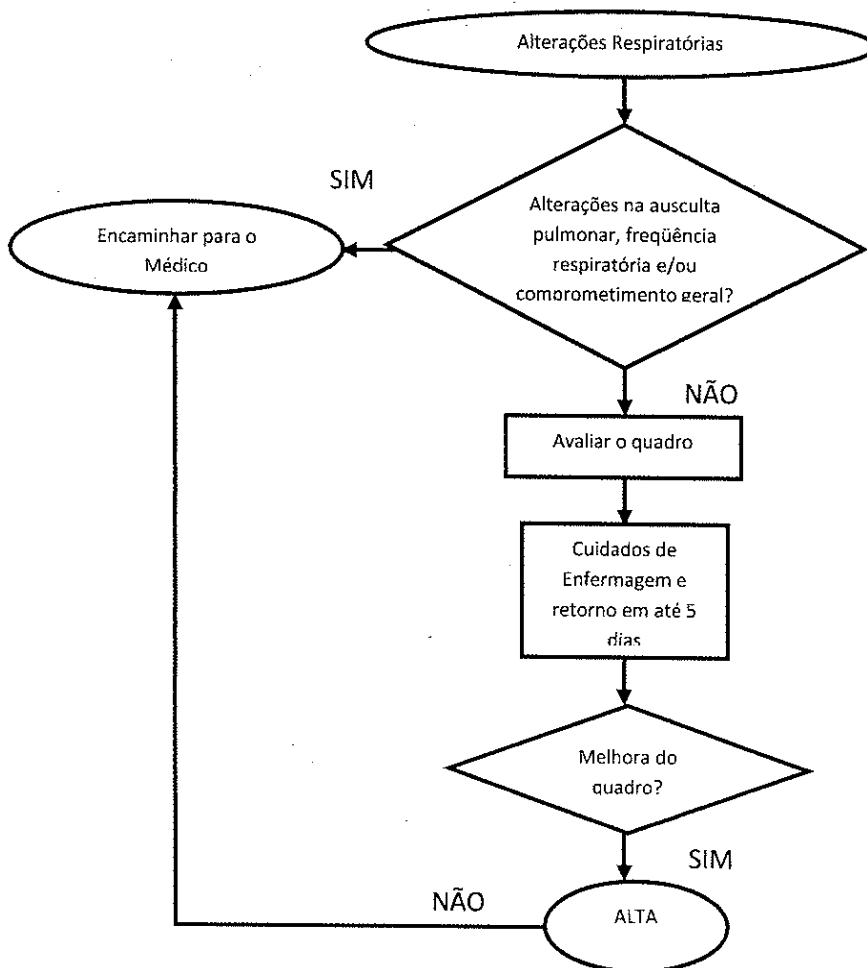 Alterações Respiratórias
SIM
Alterações na ausculta
pulmonar, freqüência
respiratória e/ou
comprometimento geral?
Encaminhar para o
Médico
NÃO
Avaliar o quadro
Cuidados de
Enfermagem e
retorno em até 5
dias
Melhora do
quadro?
SIM
NÃO
ALTA